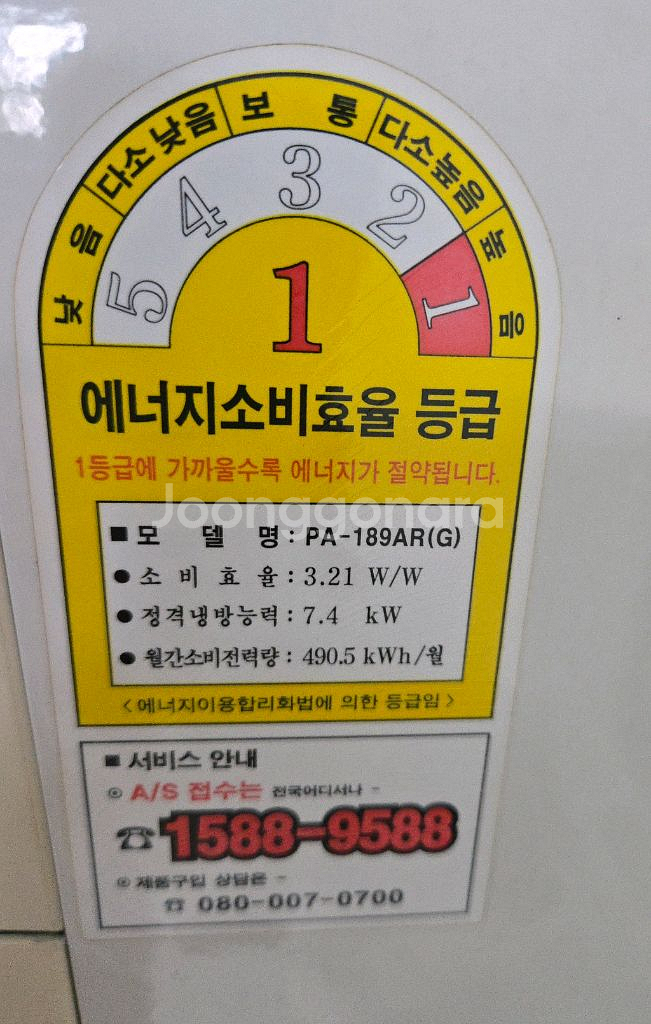 낮음 다소낮음 보통 다소높음 높음
5 4 3 2 1
1
에너지소비효율 등급
1등급에 가까울수록 에너지가 절약됩니다.
Joonggonara
■ 모델명 : PA-189AR(G)
● 소비효율 : 3.21 W/W
● 정격냉방능력 : 7.4 kW
● 월간소비전력량 : 490.5 kWh/월
<에너지이용합리화법에 의한 등급임>
■ 서비스 안내
◎ A/S 접수는 전국어디서나 -
☎ 1588-9588
◎ 제품구입 상담은 -
☎ 080-007-0700